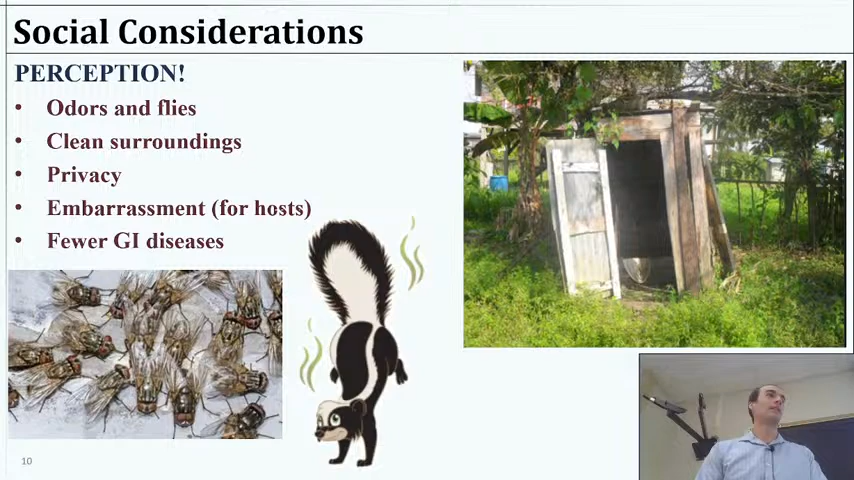 Social Considerations
PERCEPTION!
• Odors and flies
• Clean surroundings
• Privacy
• Embarrassment (for hosts)
• Fewer GI diseases
10